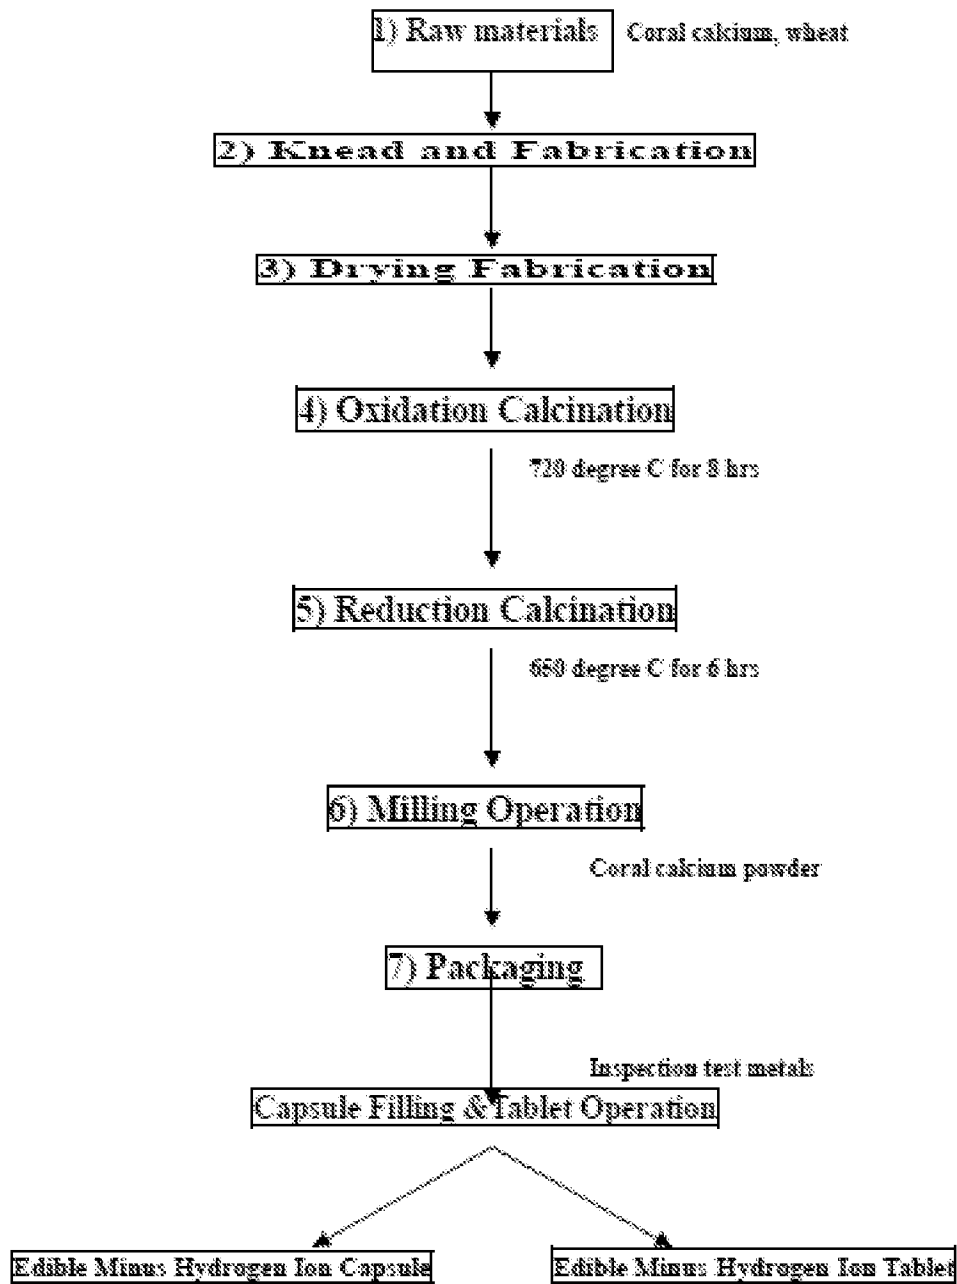 1) Raw materials Coral calcium, wheat
2) Knead and Fabrication
3) Drying Fabrication
4) Oxidation Calcination
720 degree C for 8 hrs
5) Reduction Calcination
650 degree C for 6 hrs
6) Milling Operation
Coral calcium powder
7) Packaging
Inspection test metals
Capsule Filling &Tablet Operation
Edible Minus Hydrogen Ion Capsule Edible Minus Hydrogen Ion Tablet